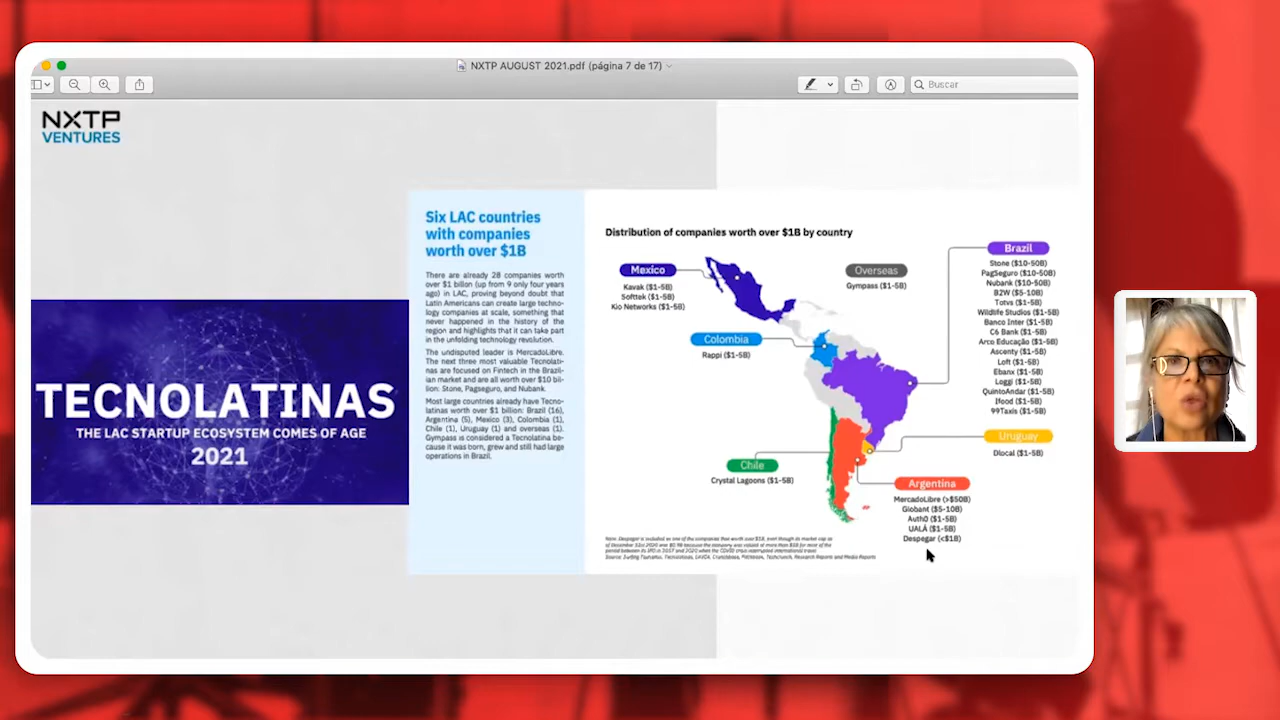 NXTP AUGUST 2021.pdf (página 7 de 17)
Buscar
NXTP
VENTURES
TECNOLATINAS
THE LAC STARTUP ECOSYSTEM COMES OF AGE
2021
Six LAC countries
with companies
worth over $1B
There are already 28 companies worth
over $1 billon (up from 9 only four years
ago) in LAC, proving beyond doubt that
Latin Americans can create large techno-
logy companies at scale, something that
never happened in the history of the
region and highlights that it can take part
in the unfolding technology revolution.
The undisputed leader is MercadoLibre.
The next three most valuable Tecnolati-
nas are focused on Fintech in the Brazil-
ian market and are all worth over $10 bil-
lion: Stone, Pagseguro, and Nubank.
Most large countries already have Tecno-
latinas worth over $1 billion: Brazil (16),
Argentina (5), Mexico (3), Colombia (1),
Chile (1), Uruguay (1) and overseas (1).
Gympass is considered a Tecnolatina be-
cause it was born, grew and still had large
operations in Brazil.
Distribution of companies worth over $1B by country
Mexico
Kavak ($1-5B)
Softtek ($1-5B)
Kio Networks ($1-5B)
Overseas
Gympass ($1-5B)
Colombia
Rappi ($1-5B)
Brazil
Stone ($10-50B)
PagSeguro ($10-50B)
Nubank ($10-50B)
B2W ($5-10B)
Totvs ($1-5B)
Wildlife Studios ($1-5B)
Banco Inter ($1-5B)
C6 Bank ($1-5B)
Arco Educação ($1-5B)
Ascenty ($1-5B)
Loft ($1-5B)
Ebanx ($1-5B)
Loggi ($1-5B)
QuintoAndar ($1-5B)
Ifood ($1-5B)
99Taxis ($1-5B)
Uruguay
Dlocal ($1-5B)
Chile
Crystal Lagoons ($1-5B)
Argentina
MercadoLibre (>$50B)
Globant ($5-10B)
Auth0 ($1-5B)
UALÁ ($1-5B)
Despegar (<$1B)